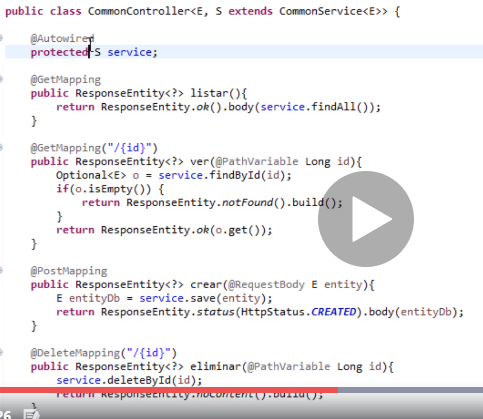 public class CommonController<E, S extends CommonService<E>> {
@Autowired
protected S service;
@GetMapping
public ResponseEntity<?> listar(){
return ResponseEntity.ok().body(service.findAll());
}
@GetMapping("/{id}")
public ResponseEntity<?> ver(@PathVariable Long id){
Optional<E> o = service.findById(id);
if(o.isEmpty()) {
return ResponseEntity.notFound().build();
}
return ResponseEntity.ok(o.get());
}
@PostMapping
public ResponseEntity<?> crear(@RequestBody E entity){
E entityDb = service.save(entity);
return ResponseEntity.status(HttpStatus.CREATED).body(entityDb);
}
@DeleteMapping("/{id}")
public ResponseEntity<?> eliminar(@PathVariable Long id){
service.deleteById(id);
return ResponseEntity.noContent().build();
}
26